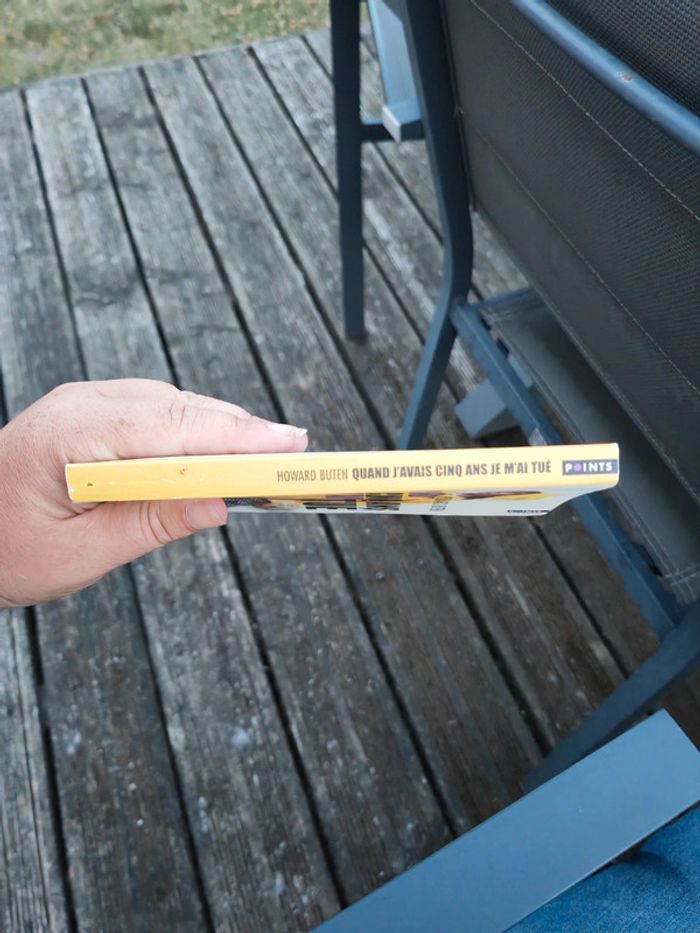 HOWARD BUTEN QUAND J'AVAIS CINQ ANS JE M'AI TUÉ POINTS